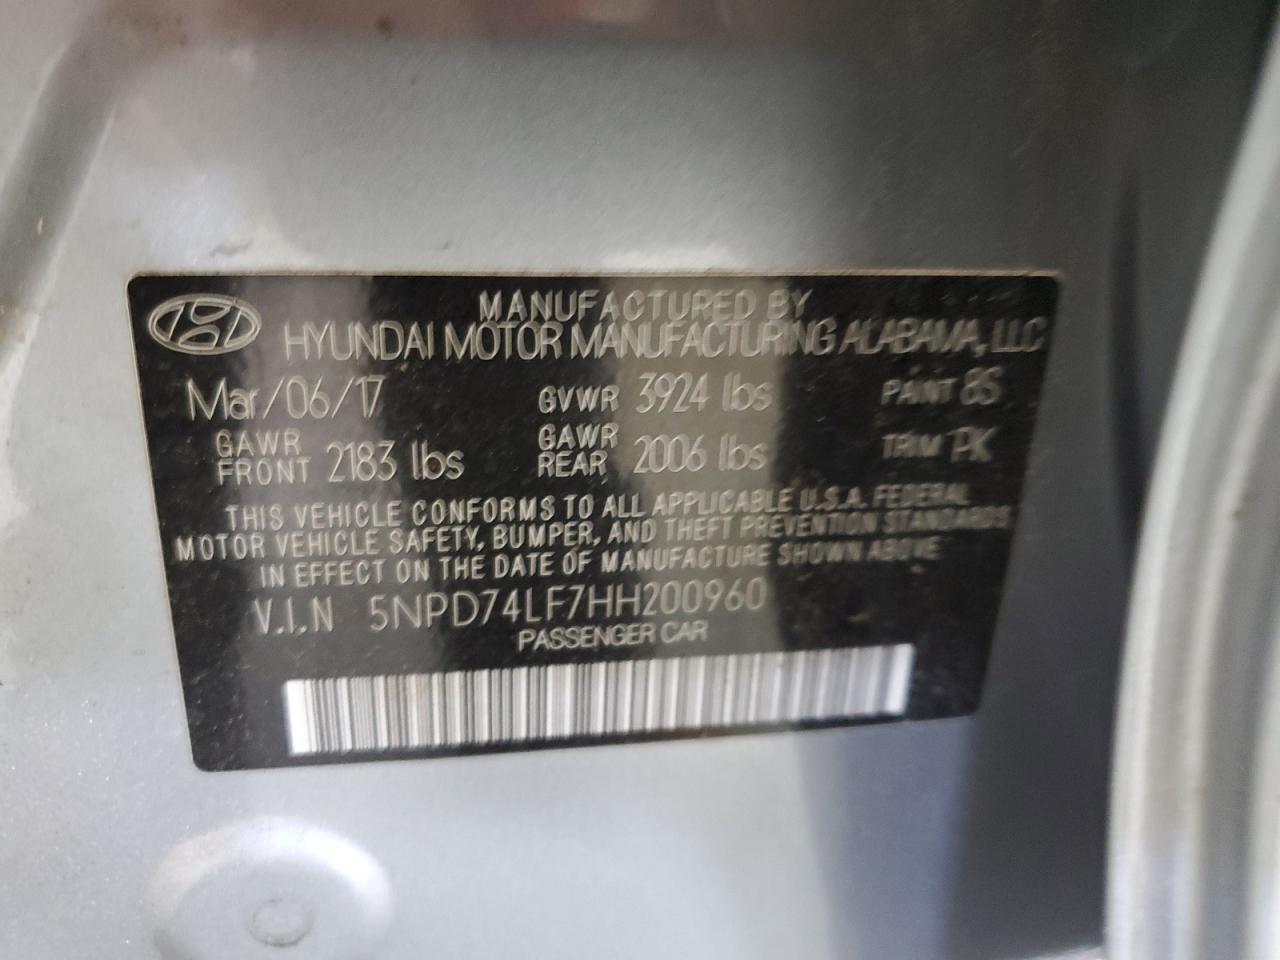 MANUFACTURED BY
HYUNDAI MOTOR MANUFACTURING ALABAMA, LLC
Mar/06/17 GVWR 3924 lbs PAINT 8S
GAWR FRONT 2183 lbs GAWR REAR 2006 lbs TRIM PK
THIS VEHICLE CONFORMS TO ALL APPLICABLE U.S.A. FEDERAL
MOTOR VEHICLE SAFETY, BUMPER, AND THEFT PREVENTION STANDARDS
IN EFFECT ON THE DATE OF MANUFACTURE SHOWN ABOVE
V.I.N 5NPD74LF7HH200960
PASSENGER CAR